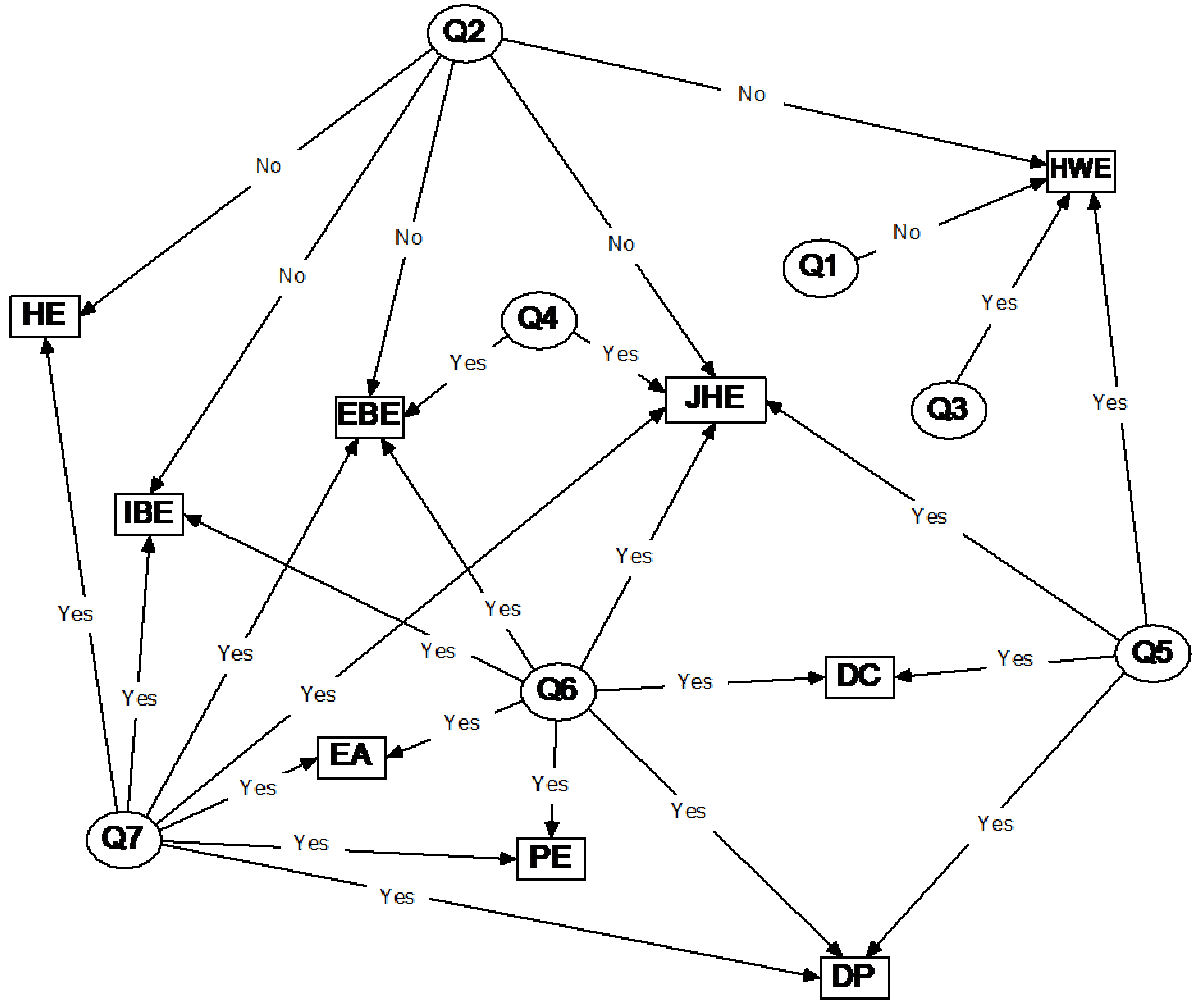 Q2
No
HWE
No
No
Q1
No
No
No
No
Yes
HE
Q4
Yes
Yes
JHE
Yes
Q3
EBE
IBE
Yes
Yes
Yes
Yes
Yes
Yes
Yes
Q5
DC
Yes
Q6
Yes
Yes
Yes
Yes
EA
Yes
Yes
Yes
Yes
Q7
Yes
PE
Yes
DP